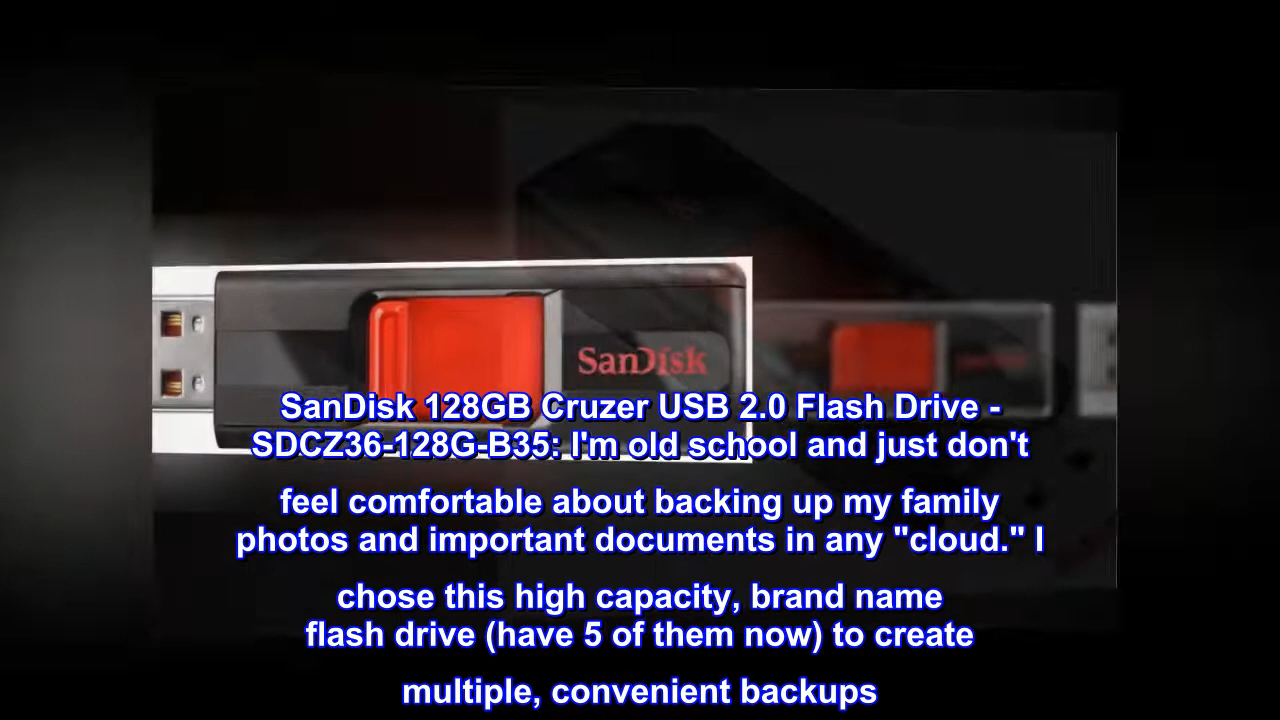 SanDisk
SanDisk 128GB Cruzer USB 2.0 Flash Drive -
SDCZ36-128G-B35: I'm old school and just don't
feel comfortable about backing up my family
photos and important documents in any "cloud." I
chose this high capacity, brand name
flash drive (have 5 of them now) to create
multiple, convenient backups